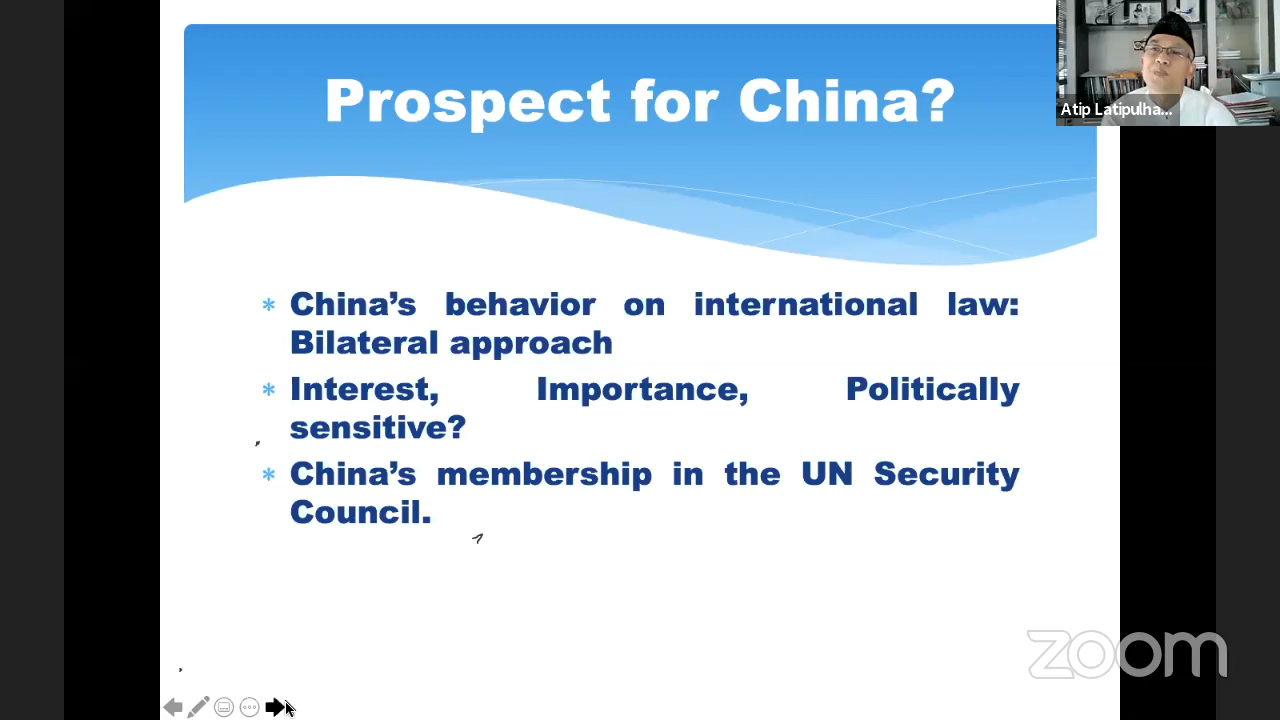 Prospect for China?
Atip Latipulha...
* China’s behavior on international law:
Bilateral approach
* Interest, Importance, Politically
sensitive?
* China’s membership in the UN Security
Council.
zoom